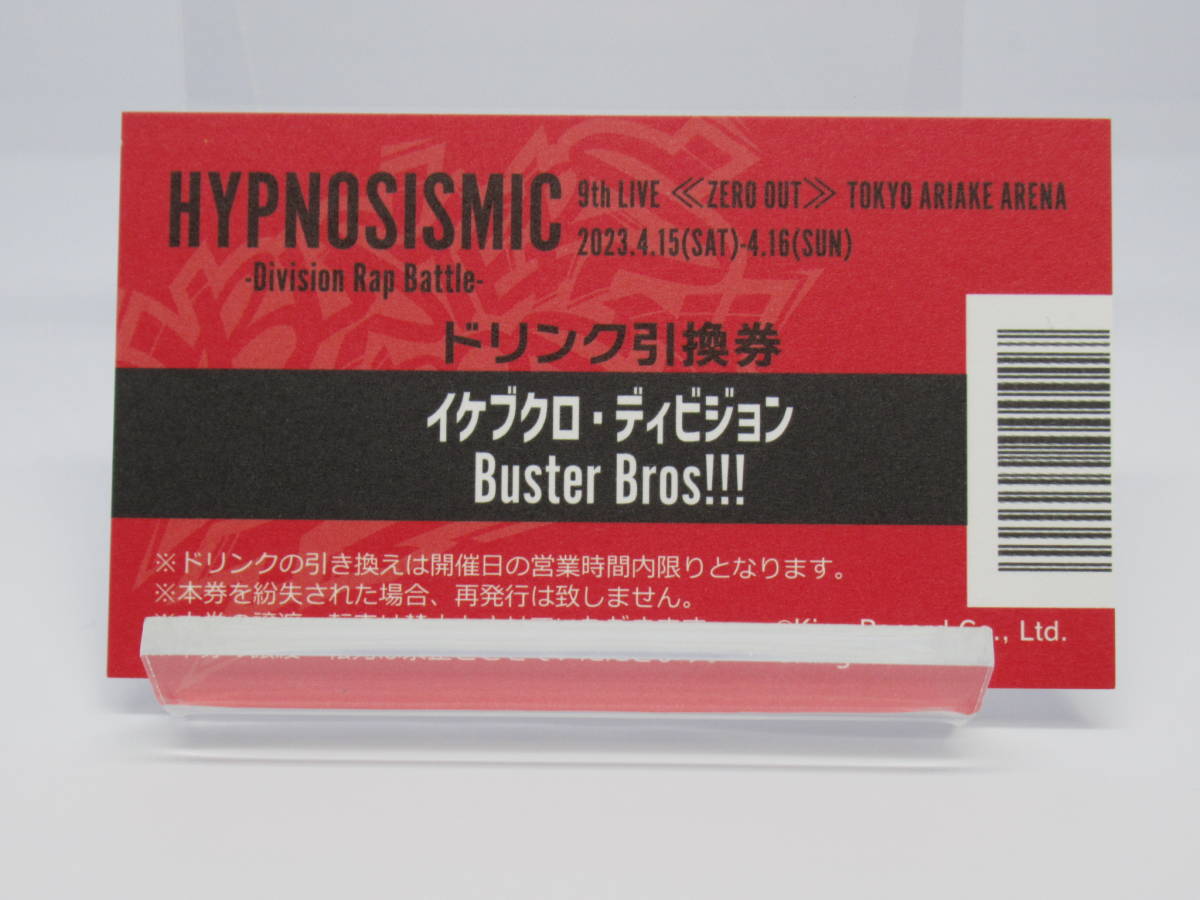 HYPNOSISMIC
-Division Rap Battle-
9th LIVE ≪ZERO OUT≫ TOKYO ARIAKE ARENA
2023.4.15(SAT)-4.16(SUN)
ドリンク引換券
イケブクロ・ディビジョン
Buster Bros!!!
※ドリンクの引き換えは開催日の営業時間内限りとなります。
※本券を紛失された場合、再発行は致しません。
Co., Ltd.